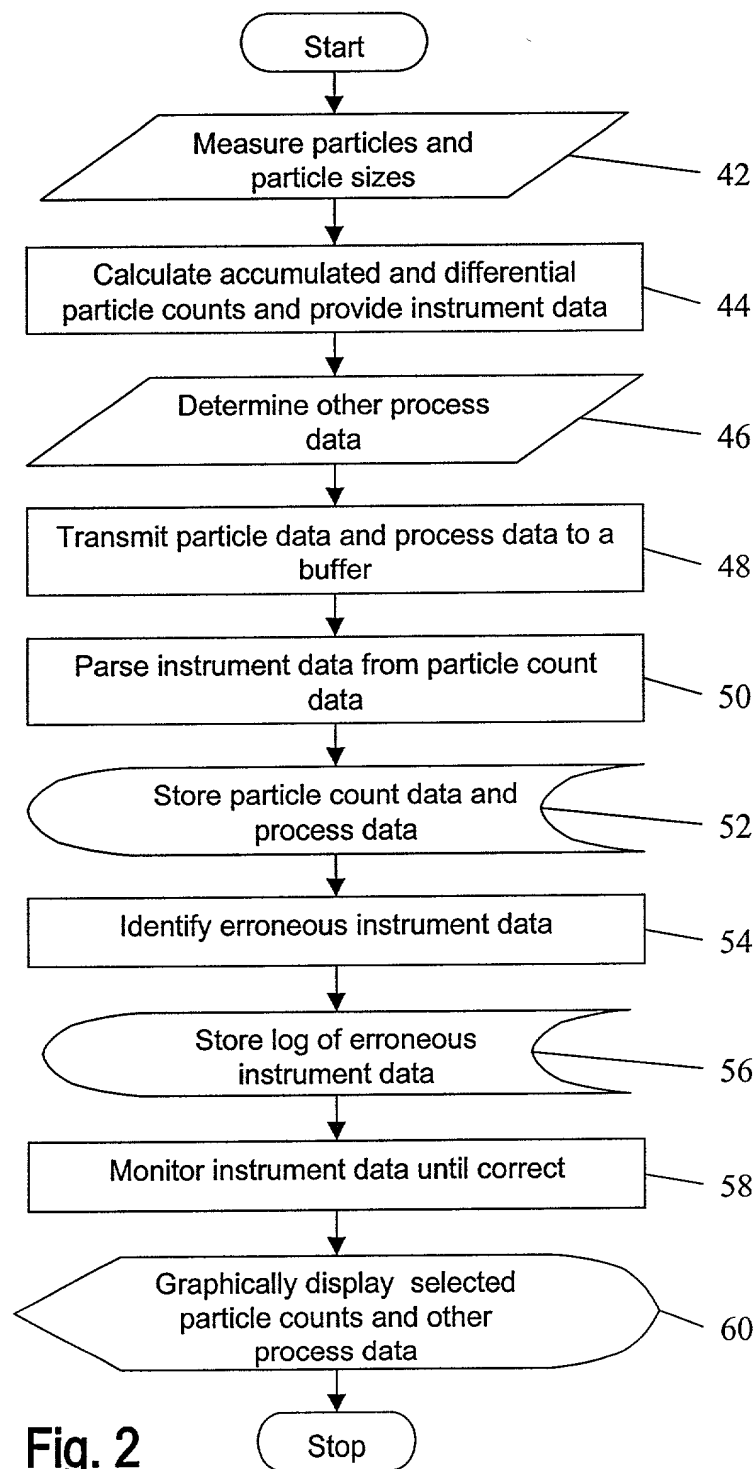 Start
Measure particles and
particle sizes
42
Calculate accumulated and differential
particle counts and provide instrument data
44
Determine other process
data
46
Transmit particle data and process data to a
buffer
48
Parse instrument data from particle count
data
50
Store particle count data and
process data
52
Identify erroneous instrument data
54
Store log of erroneous
instrument data
56
Monitor instrument data until correct
58
Graphically display selected
particle counts and other
process data
60
Stop
Fig. 2